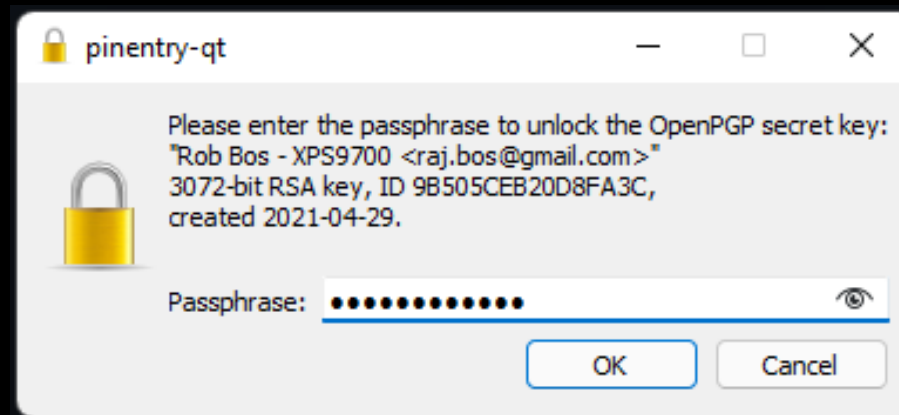 pinentry-qt
Please enter the passphrase to unlock the OpenPGP secret key:
"Rob Bos - XPS9700 <raj.bos@gmail.com>"
3072-bit RSA key, ID 9B505CEB20D8FA3C,
created 2021-04-29.
Passphrase: ●●●●●●●●●●●●
OK Cancel